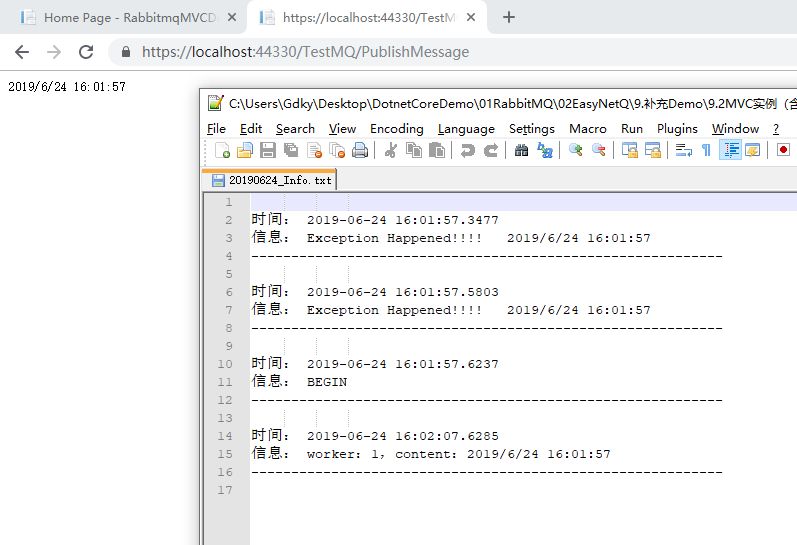 Home Page - RabbitmqMVCD
https://localhost:44330/TestM
https://localhost:44330/TestMQ/PublishMessage
2019/6/24 16:01:57
C:\Users\Gdky\Desktop\DotnetCoreDemo\01RabbitMQ\02EasyNetQ\9.补充Demo\9.2MVC实例（含
File Edit Search View Encoding Language Settings Macro Run Plugins Window ?
20190624_Info.txt
1
2 时间： 2019-06-24 16:01:57.3477
3 信息： Exception Happened!!!! 2019/6/24 16:01:57
4 -----------------------------------------------------------
5
6 时间： 2019-06-24 16:01:57.5803
7 信息： Exception Happened!!!! 2019/6/24 16:01:57
8 -----------------------------------------------------------
9
10 时间： 2019-06-24 16:01:57.6237
11 信息： BEGIN
12 -----------------------------------------------------------
13
14 时间： 2019-06-24 16:02:07.6285
15 信息： worker：1，content：2019/6/24 16:01:57
16 -----------------------------------------------------------
17